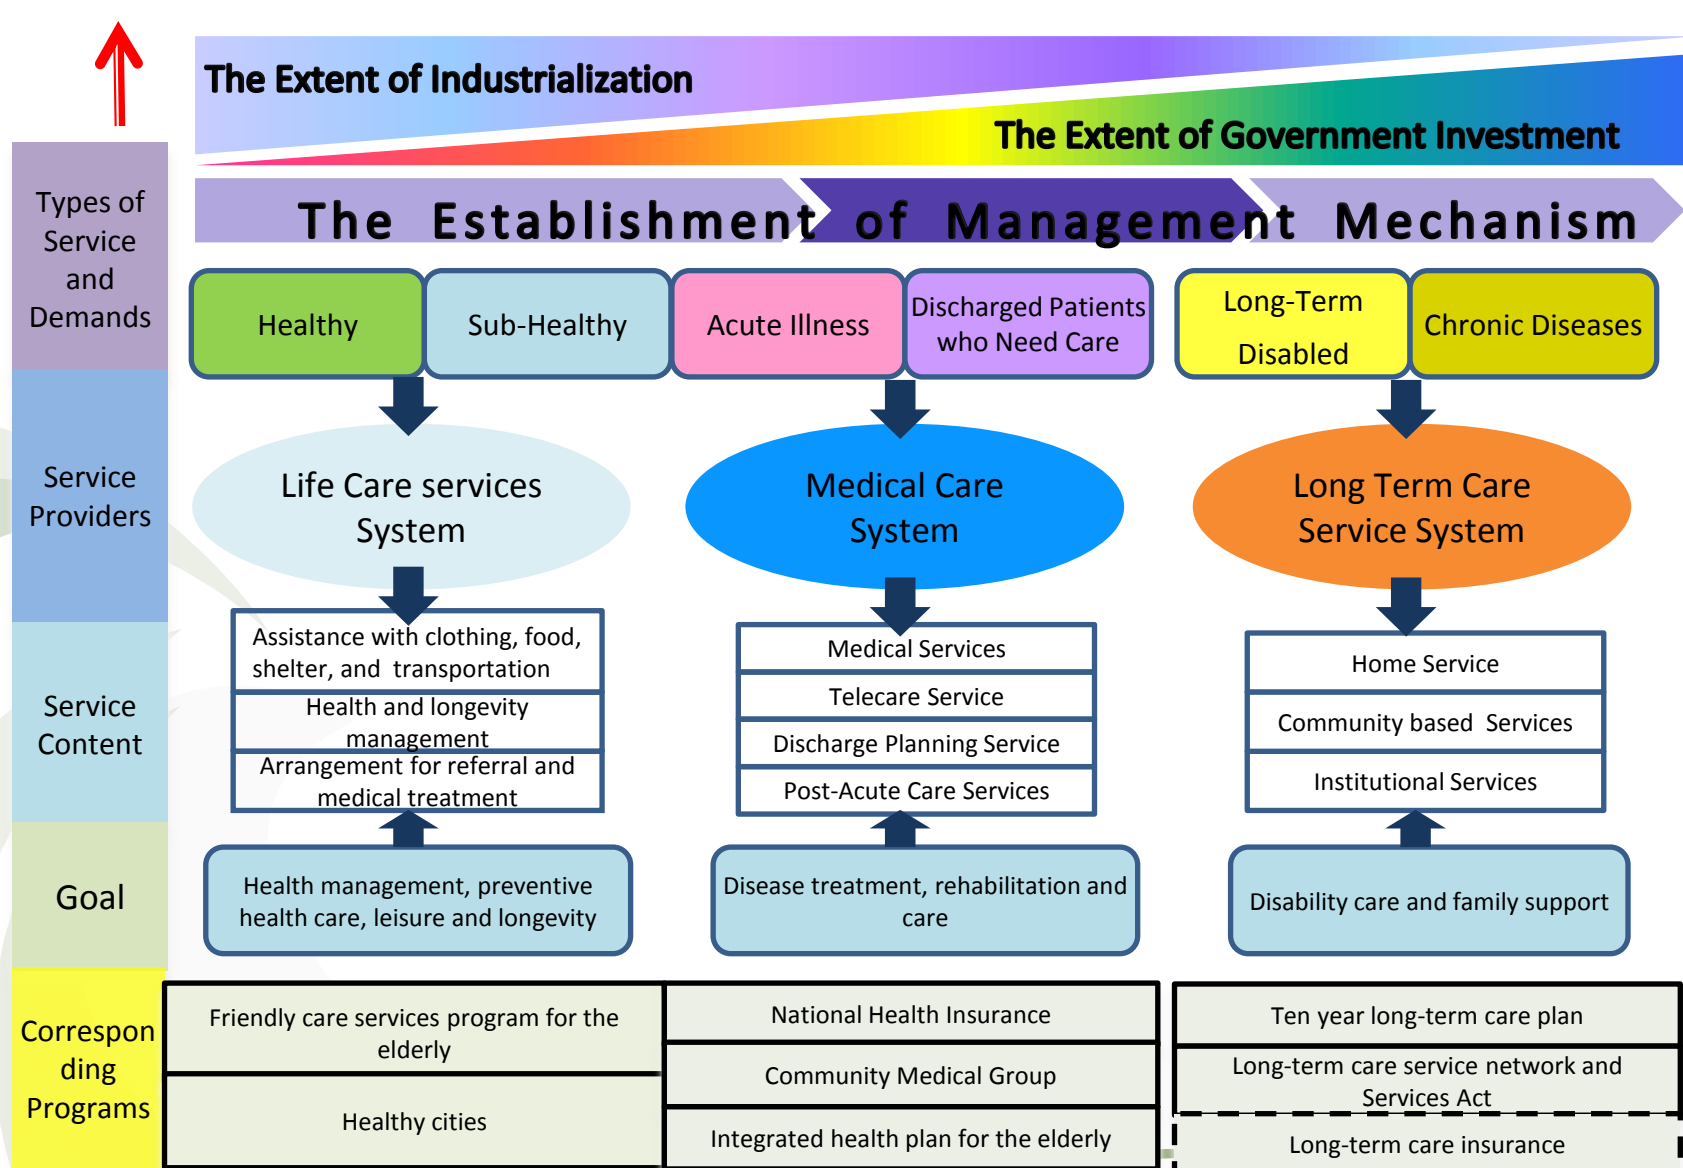 The Extent of Industrialization
The Extent of Government Investment
The Establishment of Management Mechanism
Types of
Service
and
Demands
Healthy
Sub-Healthy
Acute Illness
Discharged Patients
who Need Care
Long-Term
Disabled
Chronic Diseases
Service
Providers
Life Care services
System
Medical Care
System
Long Term Care
Service System
Service
Content
Assistance with clothing, food,
shelter, and transportation
Health and longevity
management
Arrangement for referral and
medical treatment
Medical Services
Telecare Service
Discharge Planning Service
Post-Acute Care Services
Home Service
Community based Services
Institutional Services
Goal
Health management, preventive
health care, leisure and longevity
Disease treatment, rehabilitation and
care
Disability care and family support
Correspon
ding
Programs
Friendly care services program for the
elderly
Healthy cities
National Health Insurance
Community Medical Group
Integrated health plan for the elderly
Ten year long-term care plan
Long-term care service network and
Services Act
Long-term care insurance